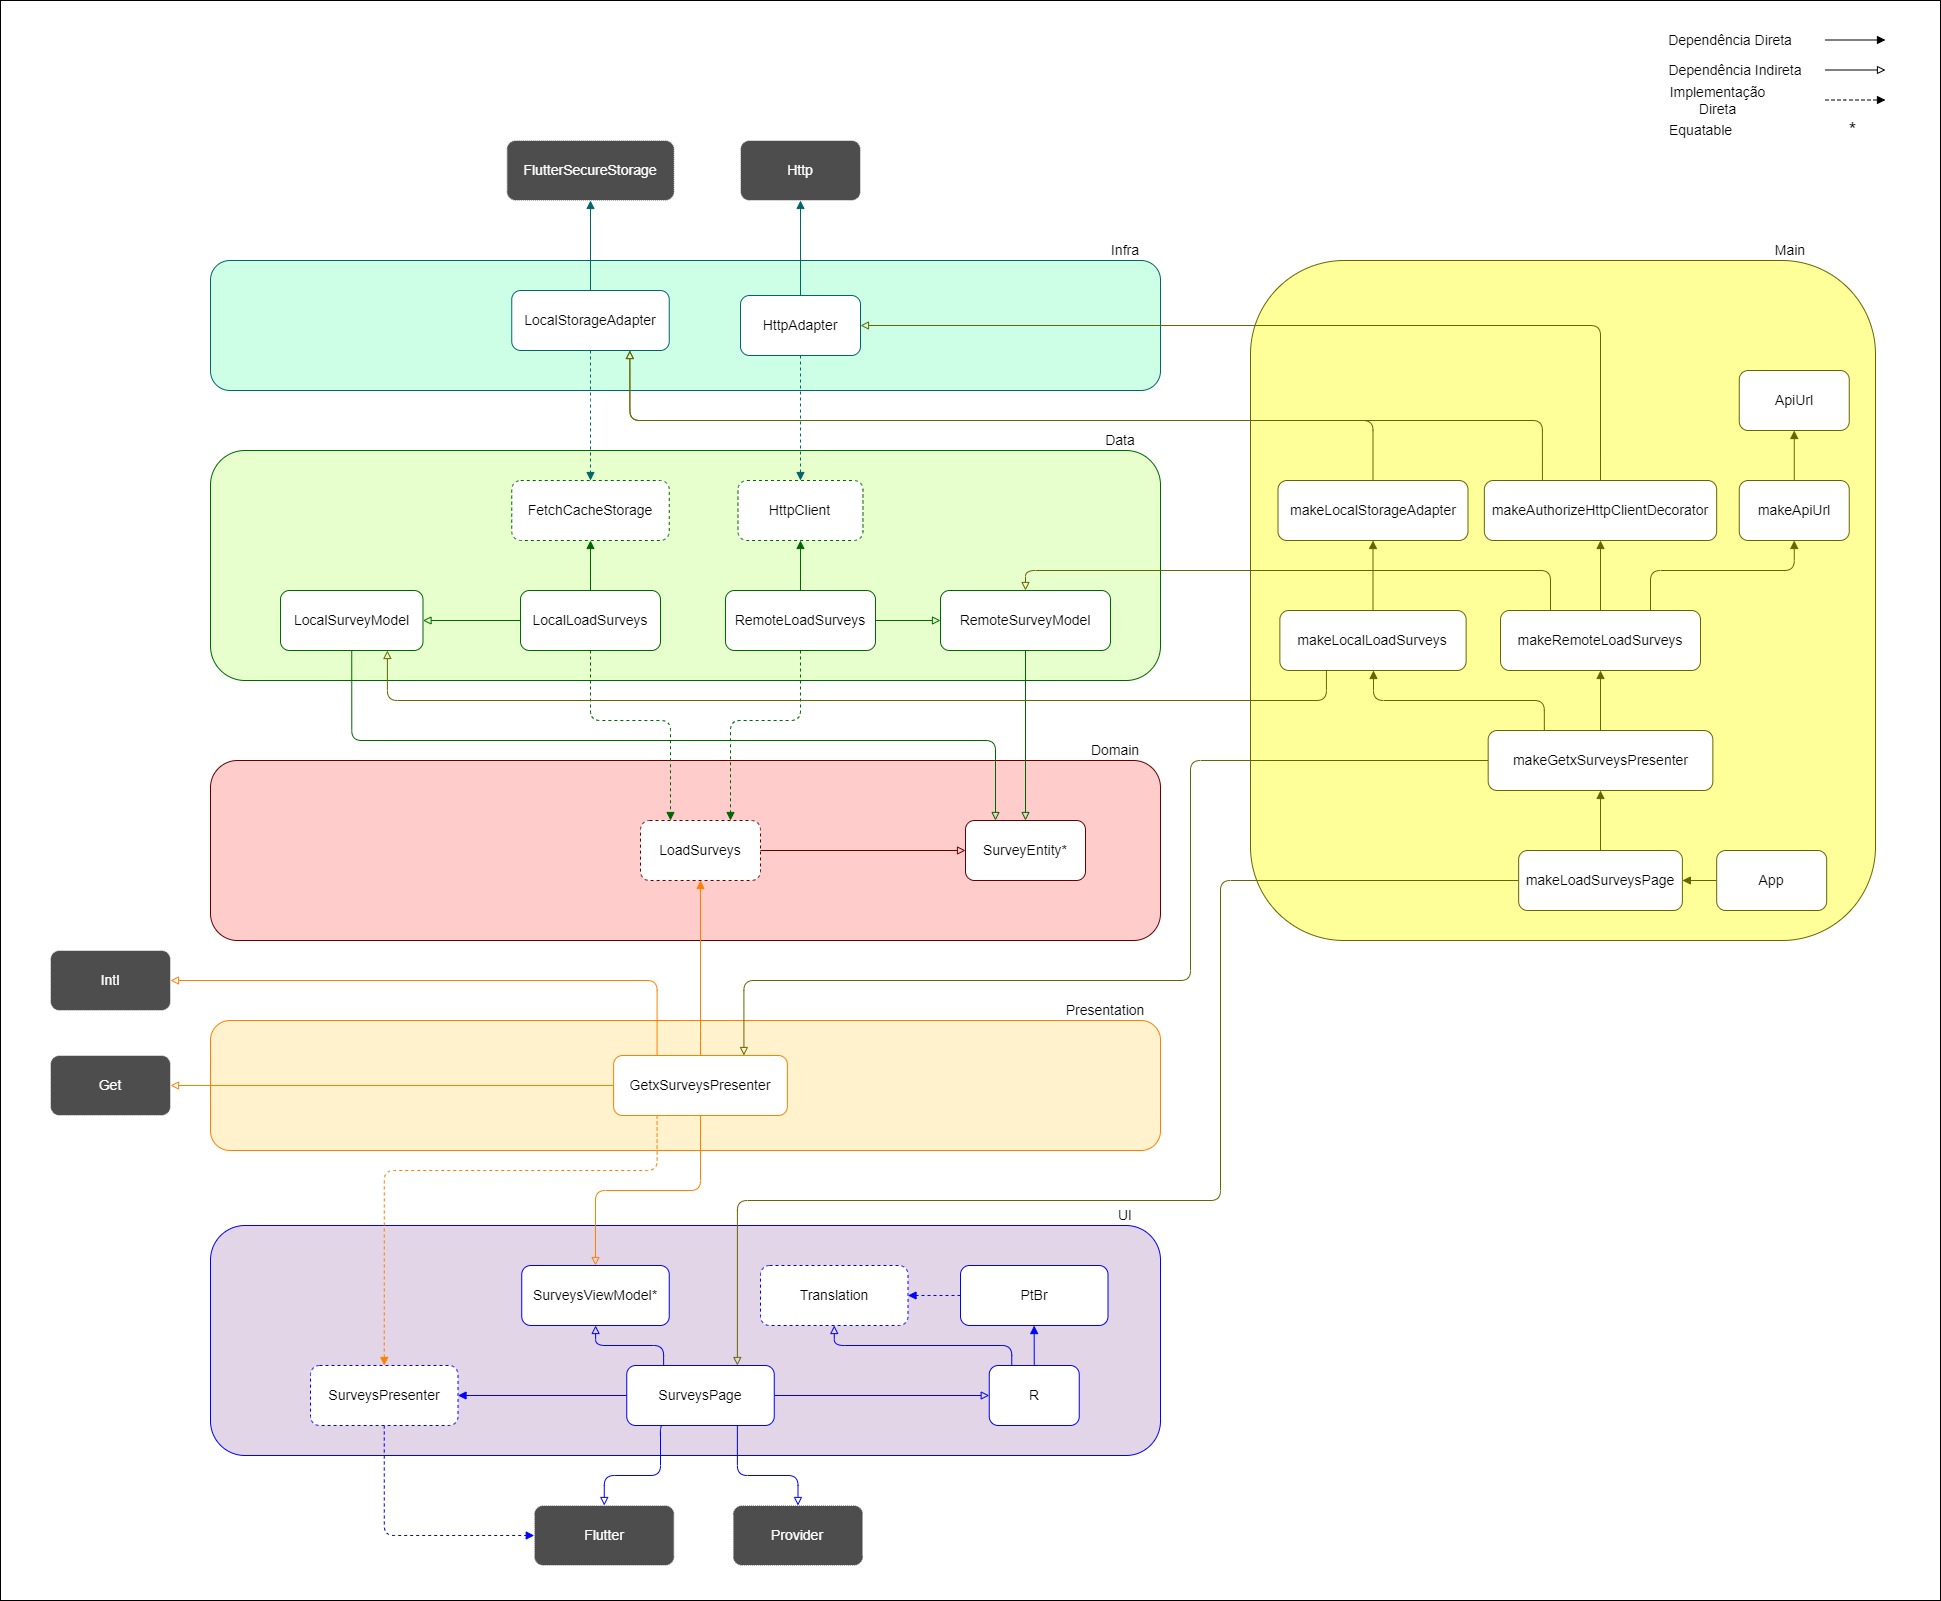 Dependência Direta
Dependência Indireta
Implementação
Direta
Equatable *
FlutterSecureStorage
Http
Infra
Main
LocalStorageAdapter
HttpAdapter
ApiUrl
Data
FetchCacheStorage
HttpClient
makeLocalStorageAdapter
makeAuthorizeHttpClientDecorator
makeApiUrl
LocalSurveyModel
LocalLoadSurveys
RemoteLoadSurveys
RemoteSurveyModel
makeLocalLoadSurveys
makeRemoteLoadSurveys
Domain
makeGetxSurveysPresenter
LoadSurveys
SurveyEntity*
makeLoadSurveysPage
App
Intl
Presentation
Get
GetxSurveysPresenter
UI
SurveysViewModel*
Translation
PtBr
SurveysPresenter
SurveysPage
R
Flutter
Provider